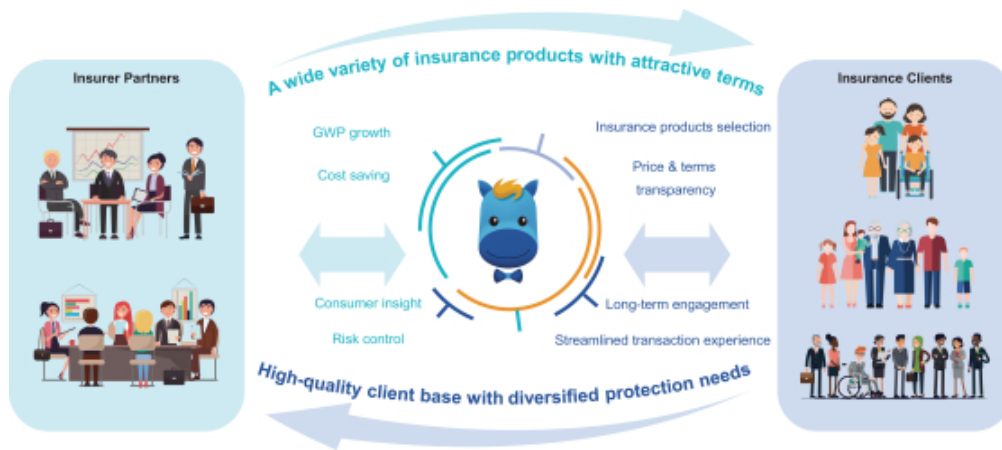 A wide variety of insurance products with attractive terms
Insurer Partners
Insurance Clients
GWP growth
Cost saving
Insurance products selection
Price & terms
transparency
Consumer insight
Risk control
Long-term engagement
Streamlined transaction experience
High-quality client base with diversified protection needs